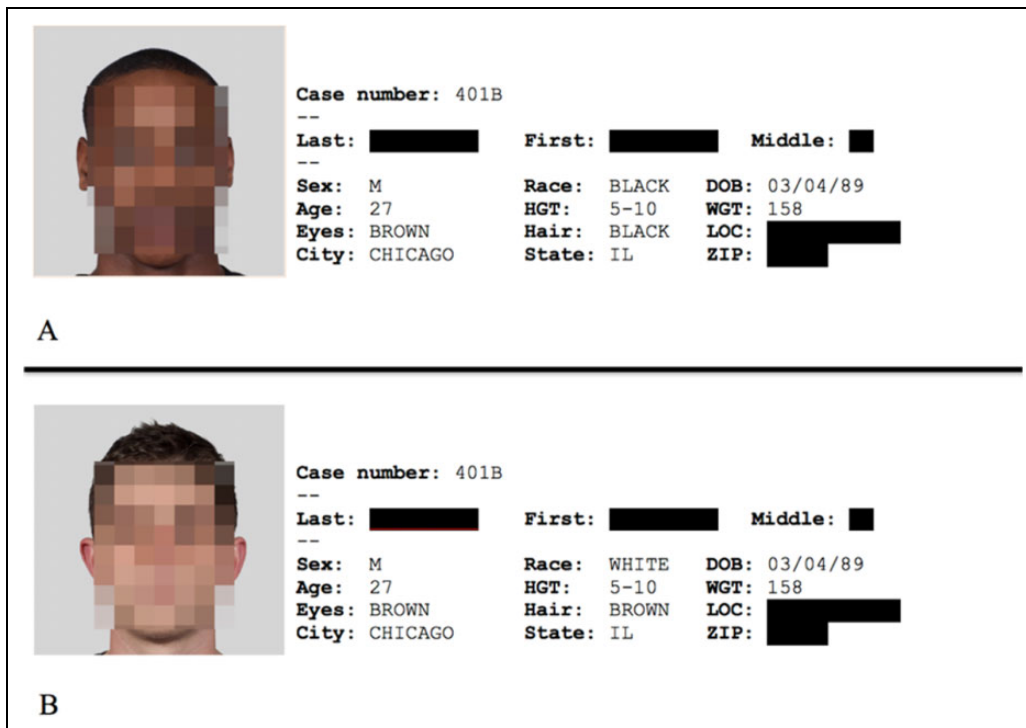 Case number: 401B
--
Last: First: Middle:
--
Sex: M Race: BLACK DOB: 03/04/89
Age: 27 HGT: 5-10 WGT: 158
Eyes: BROWN Hair: BLACK LOC:
City: CHICAGO State: IL ZIP:
A
Case number: 401B
--
Last: First: Middle:
--
Sex: M Race: WHITE DOB: 03/04/89
Age: 27 HGT: 5-10 WGT: 158
Eyes: BROWN Hair: BROWN LOC:
City: CHICAGO State: IL ZIP:
B